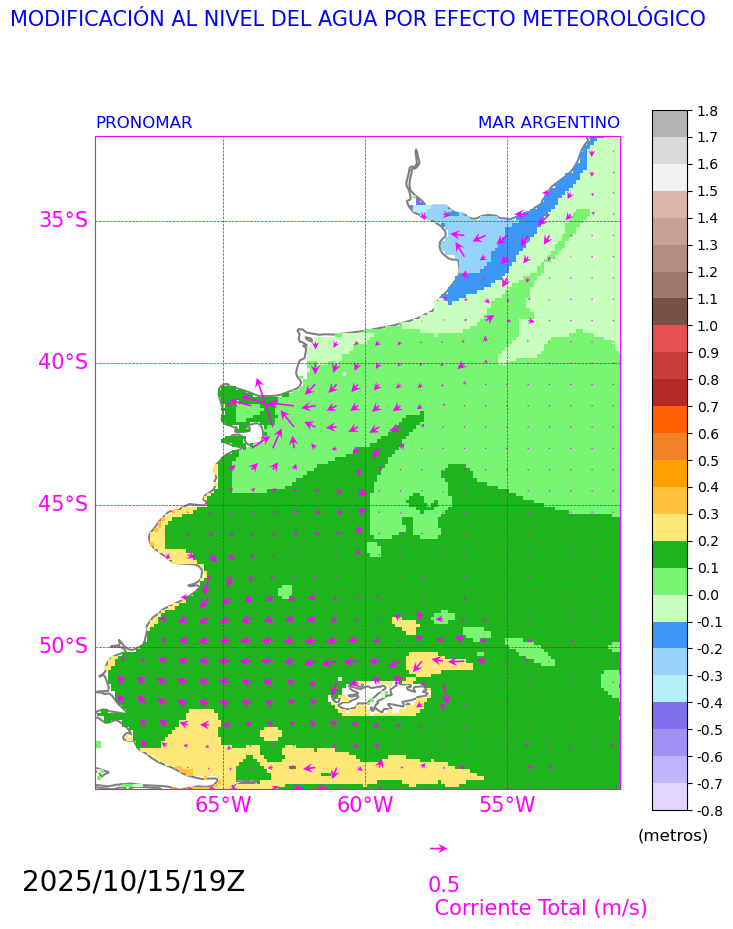 MODIFICACIÓN AL NIVEL DEL AGUA POR EFECTO METEOROLÓGICO
PRONOMAR
MAR ARGENTINO
35°S
40°S
45°S
50°S
65°W
60°W
55°W
1.8
1.7
1.6
1.5
1.4
1.3
1.2
1.1
1.0
0.9
0.8
0.7
0.6
0.5
0.4
0.3
0.2
0.1
0.0
-0.1
-0.2
-0.3
-0.4
-0.5
-0.6
-0.7
-0.8
(metros)
2025/10/15/19Z
0.5
Corriente Total (m/s)